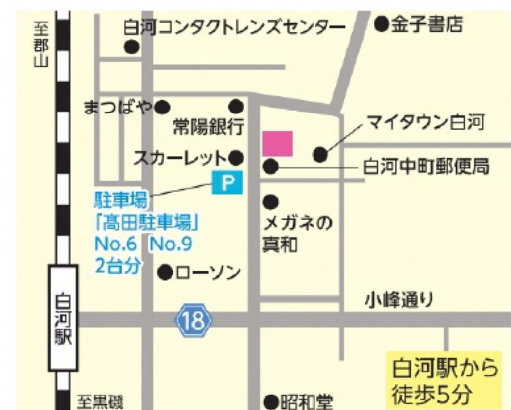 至郡山
白河コンタクトレンズセンター
金子書店
まつばや
常陽銀行
マイタウン白河
スカーレット
白河中町郵便局
P
駐車場
「髙田駐車場」
No.6 No.9
2台分
メガネの
真和
ローソン
白河駅
18
小峰通り
白河駅から
徒歩5分
至黒磯
昭和堂